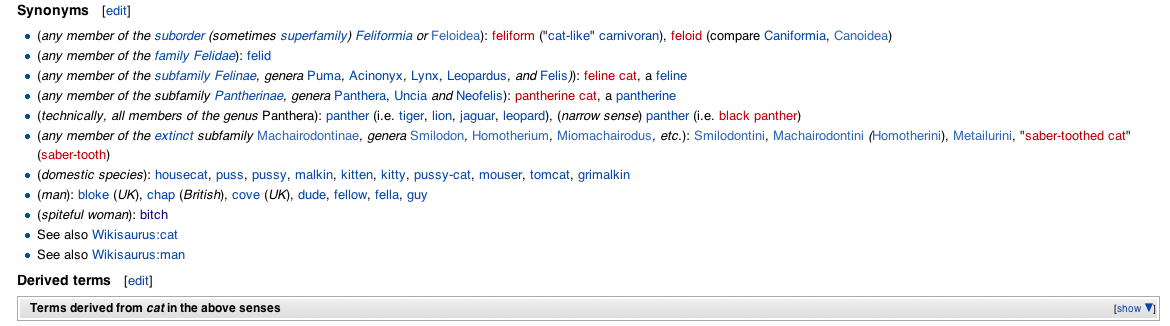 Synonyms [edit]
(any member of the suborder (sometimes superfamily) Feliformia or Feloidea): feliform ("cat-like" carnivoran), feloid (compare Caniformia, Canoidea)
(any member of the family Felidae): felid
(any member of the subfamily Felinae, genera Puma, Acinonyx, Lynx, Leopardus, and Felis)): feline cat, a feline
(any member of the subfamily Pantherinae, genera Panthera, Uncia and Neofelis): pantherine cat, a pantherine
(technically, all members of the genus Panthera): panther (i.e. tiger, lion, jaguar, leopard), (narrow sense) panther (i.e. black panther)
(any member of the extinct subfamily Machairodontinae, genera Smilodon, Homotherium, Miomachairodus, etc.): Smilodontini, Machairodontini (Homotherini), Metailurini, "saber-toothed cat"
(saber-tooth)
(domestic species): housecat, puss, pussy, malkin, kitten, kitty, pussy-cat, mouser, tomcat, grimalkin
(man): bloke (UK), chap (British), cove (UK), dude, fellow, fella, guy
(spiteful woman): bitch
See also Wikisaurus:cat
See also Wikisaurus:man
Derived terms [edit]
Terms derived from cat in the above senses [show ▼]